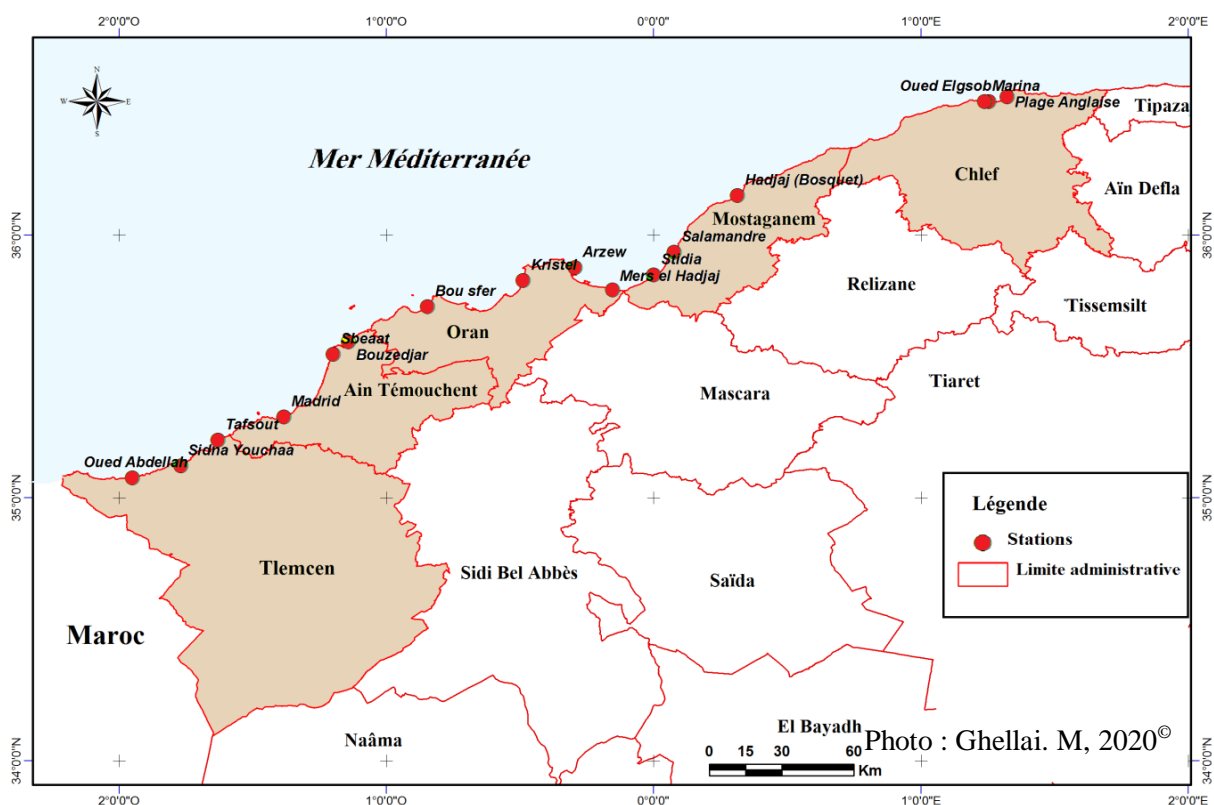 2°0'0"O 1°0'0"O 0°0'0" 1°0'0"E 2°0'0"E
N
W E
S
Oued Elgsob Marina
Plage Anglaise
Tipaza
Mer Méditerranée
Chlef
Aïn Defla
Hadjaj (Bosquet)
Mostaganem
36°0'0"N 36°0'0"N
Salamandre
Arzew
Stidia
Kristel
Mers el Hadjaj
Relizane
Bou sfer
Tissemsilt
Oran
Sbeaat
Bouzedjar
Tiaret
Ain Témouchent
Mascara
Madrid
Tafsout
Sidna Youchaa
Oued Abdellah
35°0'0"N 35°0'0"N
Légende
Stations
Limite administrative
Tlemcen
Sidi Bel Abbès
Saïda
Maroc
El Bayadh
Naâma
Photo : Ghellai. M, 2020©
0 15 30 60
Km
34°0'0"N 34°0'0"N
2°0'0"O 1°0'0"O 0°0'0" 1°0'0"E 2°0'0"E